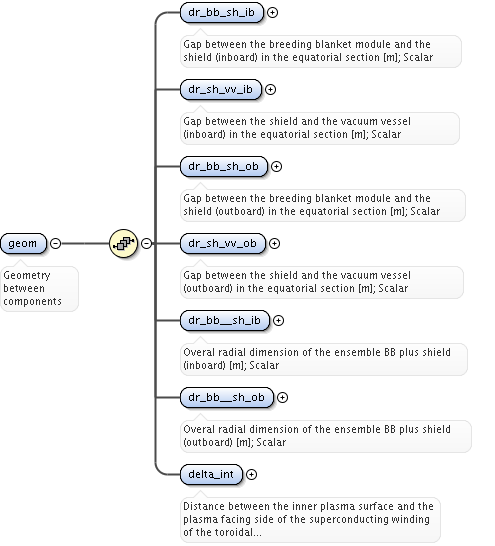 dr_bb_sh_ib
Gap between the breeding blanket module and the
shield (inboard) in the equatorial section [m]; Scalar
dr_sh_vv_ib
Gap between the shield and the vacuum vessel
(inboard) in the equatorial section [m]; Scalar
dr_bb_sh_ob
Gap between the breeding blanket module and the
shield (outboard) in the equatorial section [m]; Scalar
geom
Geometry
between
components
dr_sh_vv_ob
Gap between the shield and the vacuum vessel
(outboard) in the equatorial section [m]; Scalar
dr_bb__sh_ib
Overal radial dimension of the ensemble BB plus shield
(inboard) [m]; Scalar
dr_bb__sh_ob
Overal radial dimension of the ensemble BB plus shield
(outboard) [m]; Scalar
delta_int
Distance between the inner plasma surface and the
plasma facing side of the superconducting winding
of the toroidal...